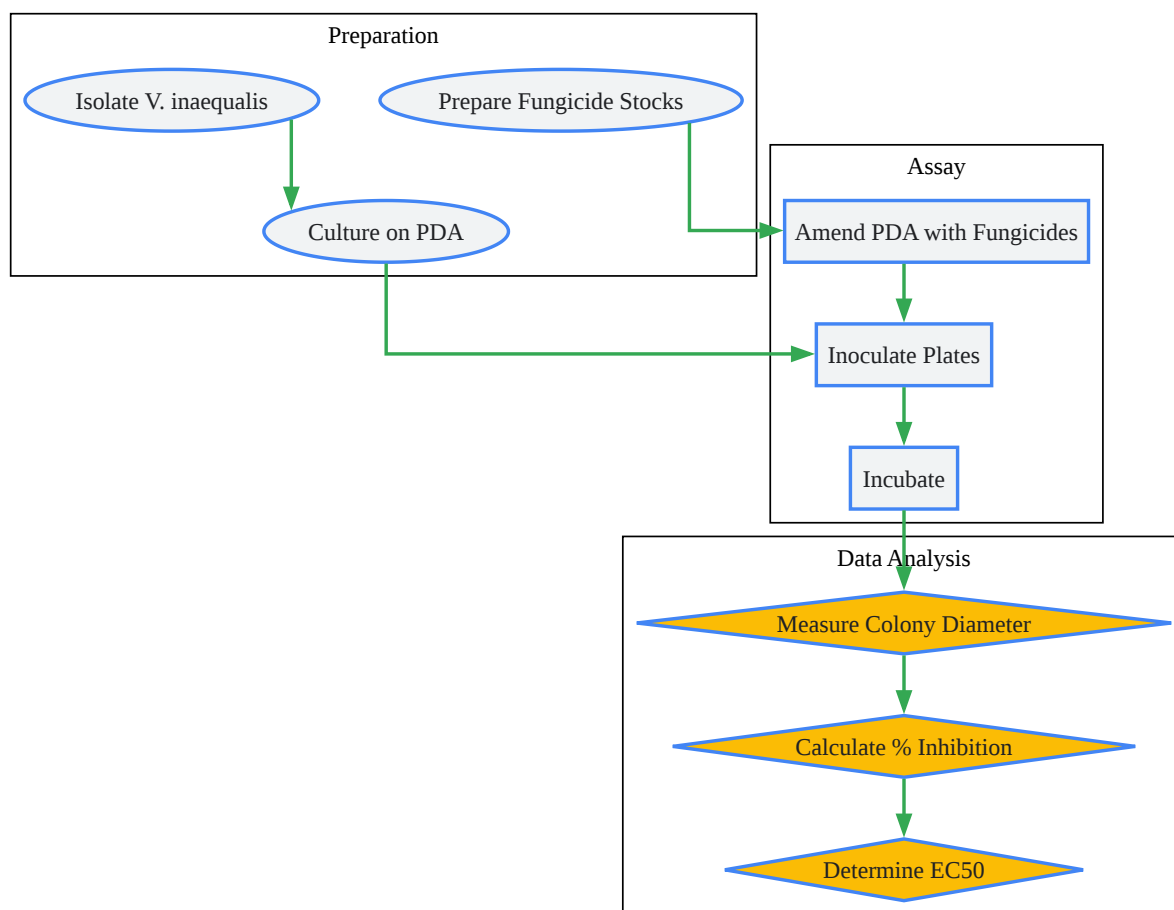 Preparation
Isolate V. inaequalis
Prepare Fungicide Stocks
Culture on PDA
Assay
Amend PDA with Fungicides
Inoculate Plates
Incubate
Data Analysis
Measure Colony Diameter
Calculate % Inhibition
Determine EC50